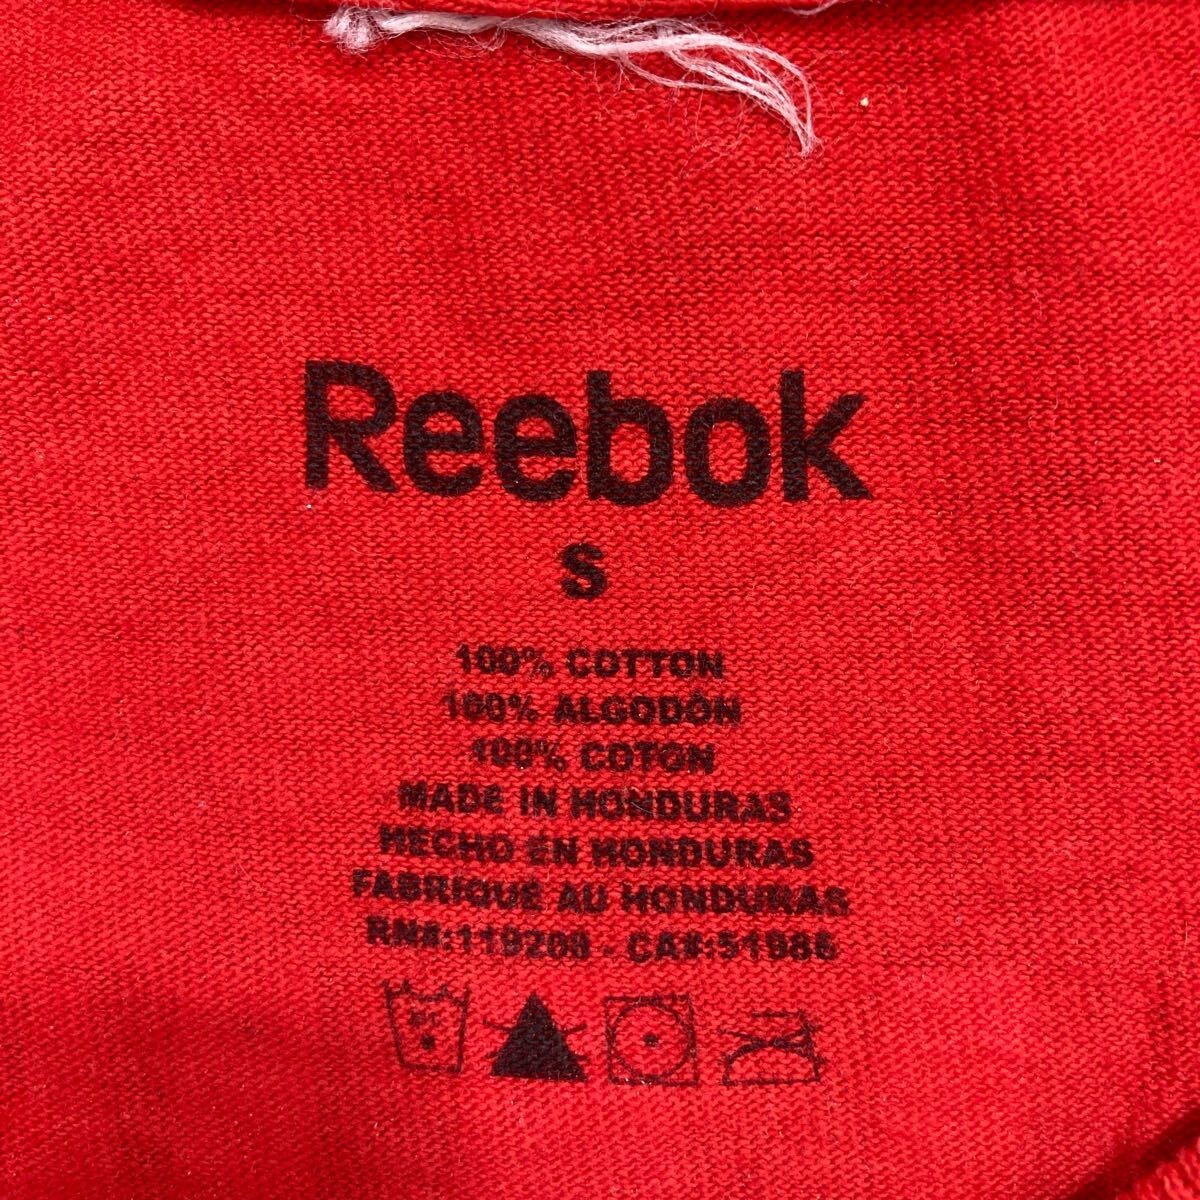 Reebok
S
100% COTTON
100% ALGODÓN
100% COTON
MADE IN HONDURAS
HECHO EN HONDURAS
FABRIQUÉ AU HONDURAS
RN#:119200 - CA#:51986